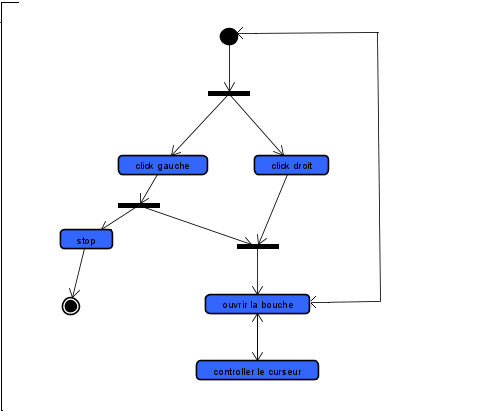 click gauche
click droit
stop
ouvrir la bouche
controller le curseur